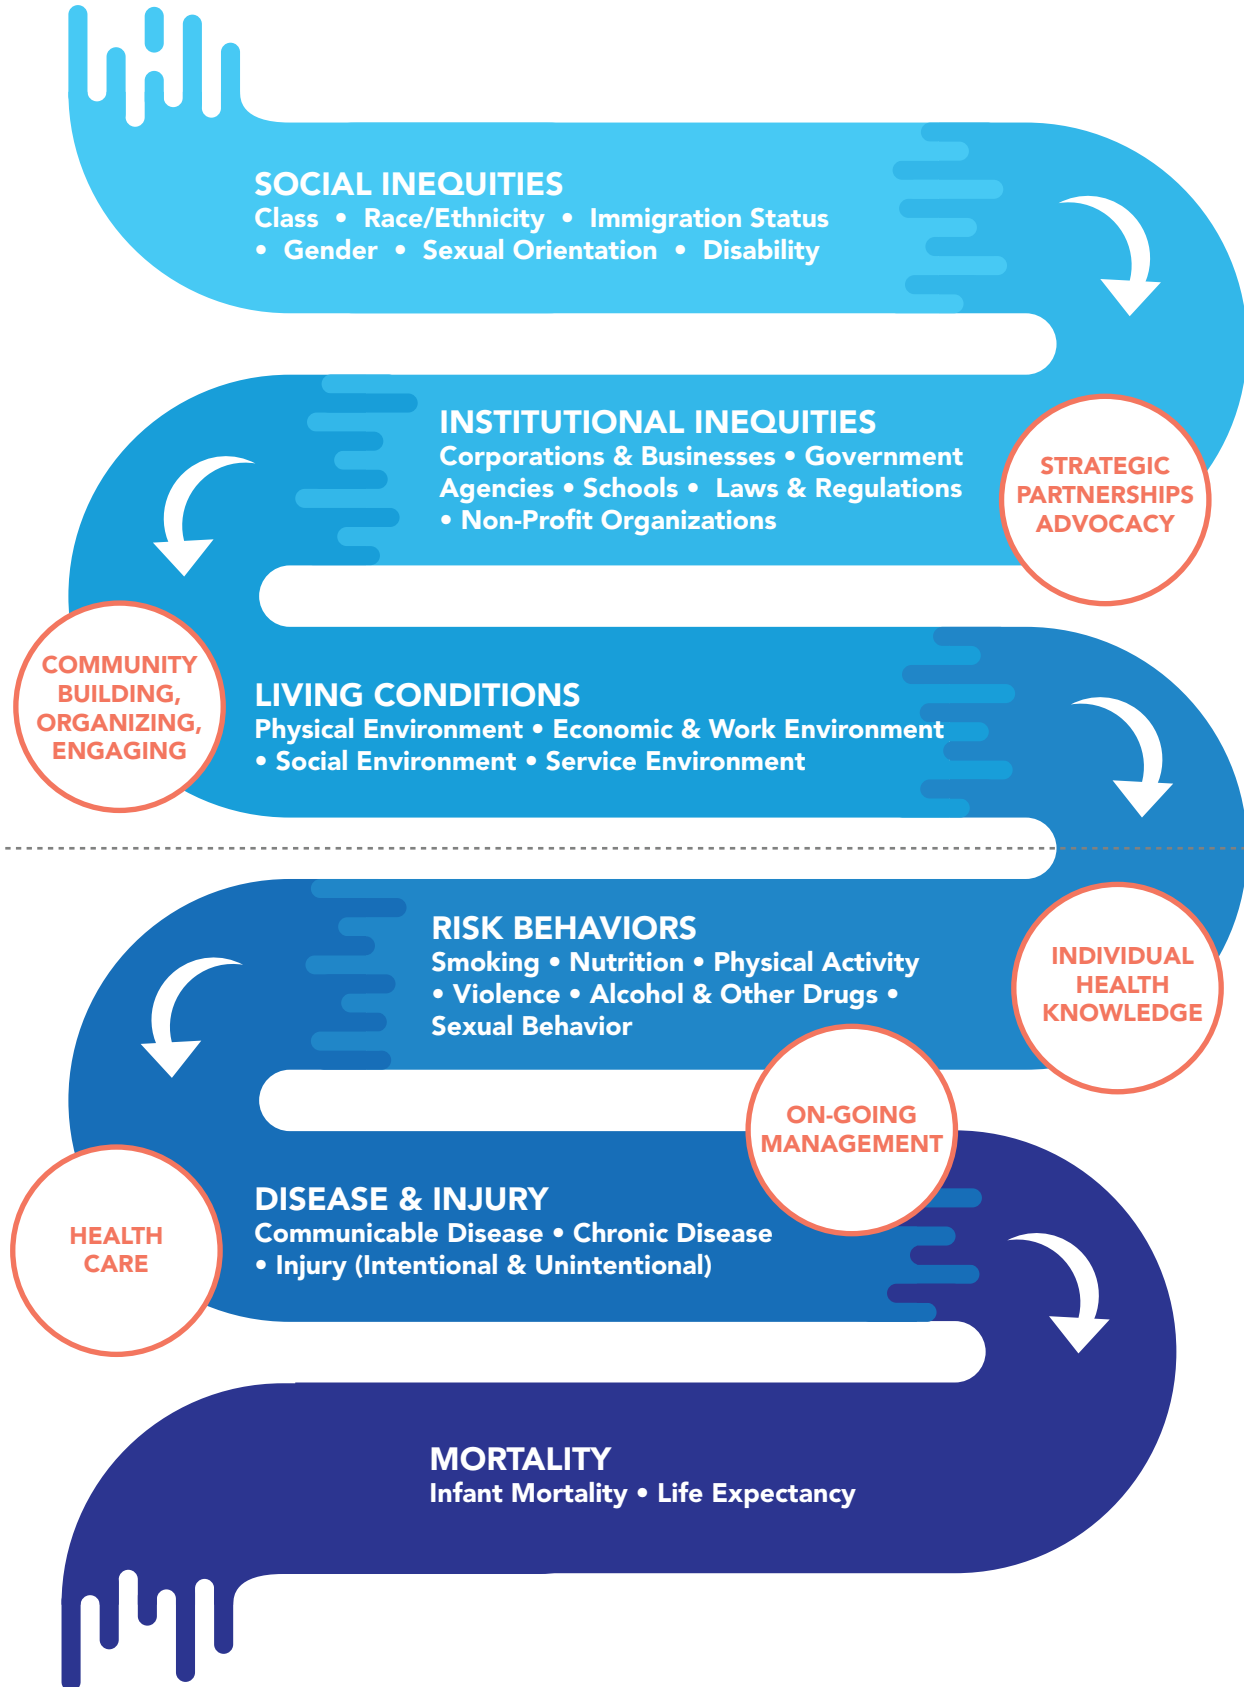 SOCIAL INEQUITIES
Class • Race/Ethnicity • Immigration Status
• Gender • Sexual Orientation • Disability
INSTITUTIONAL INEQUITIES
Corporations & Businesses • Government
Agencies • Schools • Laws & Regulations
• Non-Profit Organizations
STRATEGIC
PARTNERSHIPS
ADVOCACY
COMMUNITY
BUILDING,
ORGANIZING,
ENGAGING
LIVING CONDITIONS
Physical Environment • Economic & Work Environment
• Social Environment • Service Environment
RISK BEHAVIORS
Smoking • Nutrition • Physical Activity
• Violence • Alcohol & Other Drugs •
Sexual Behavior
INDIVIDUAL
HEALTH
KNOWLEDGE
ON-GOING
MANAGEMENT
DISEASE & INJURY
Communicable Disease • Chronic Disease
• Injury (Intentional & Unintentional)
HEALTH
CARE
MORTALITY
Infant Mortality • Life Expectancy